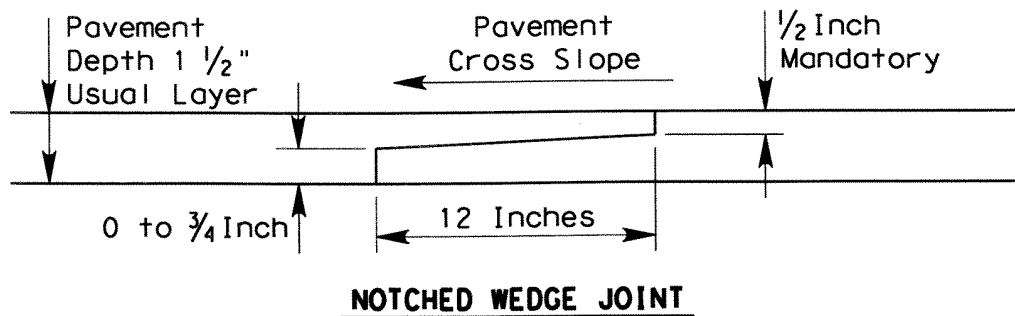 Pavement
Depth 1 ½"
Usual Layer
Pavement
Cross Slope
½ Inch
Mandatory
0 to ¾ Inch
12 Inches
NOTCHED WEDGE JOINT